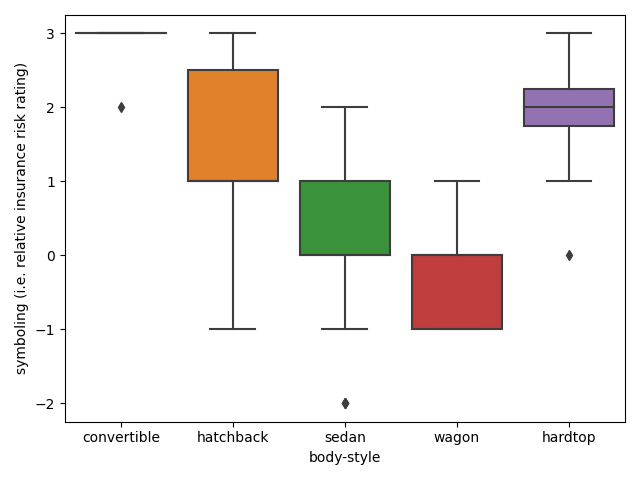 symboling (i.e. relative insurance risk rating)
3
2
1
0
−1
−2
convertible hatchback sedan wagon hardtop
body-style